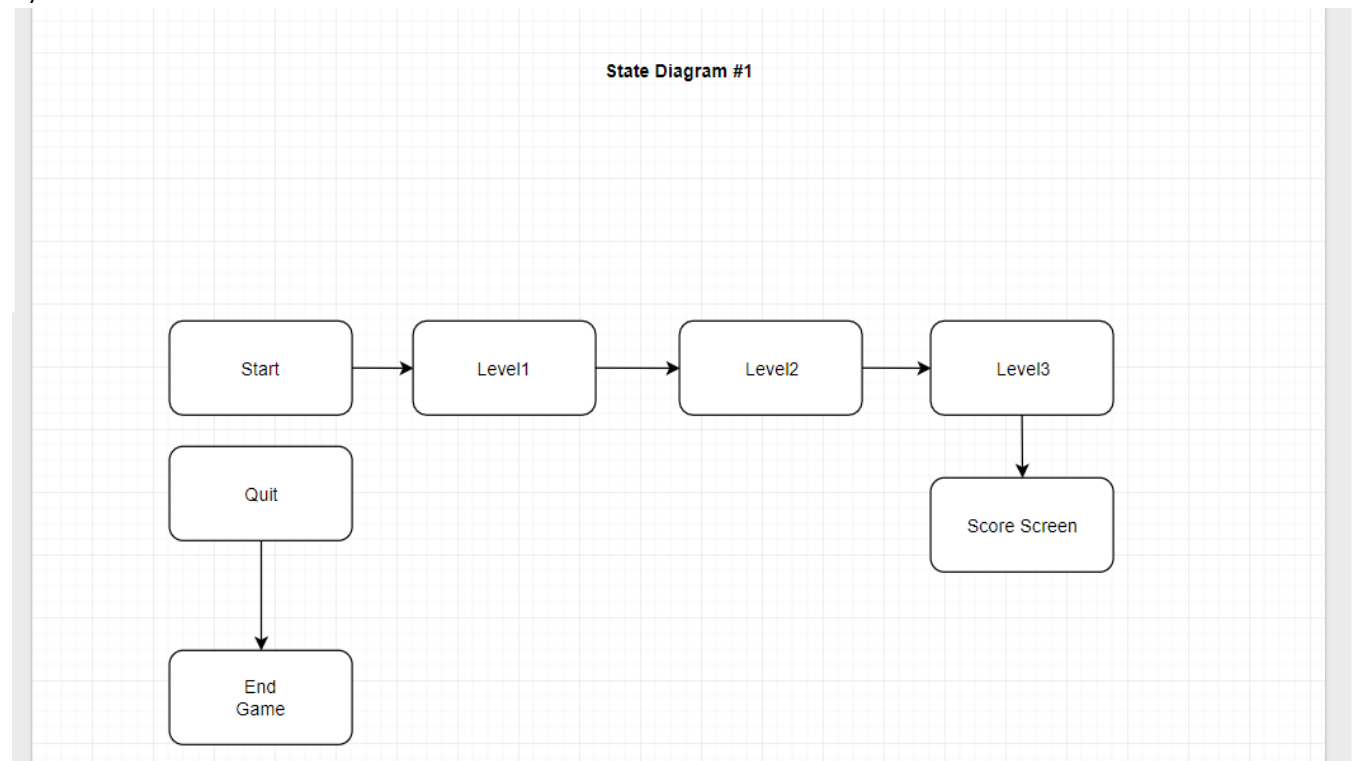 State Diagram #1
Start
Level1
Level2
Level3
Quit
Score Screen
End
Game